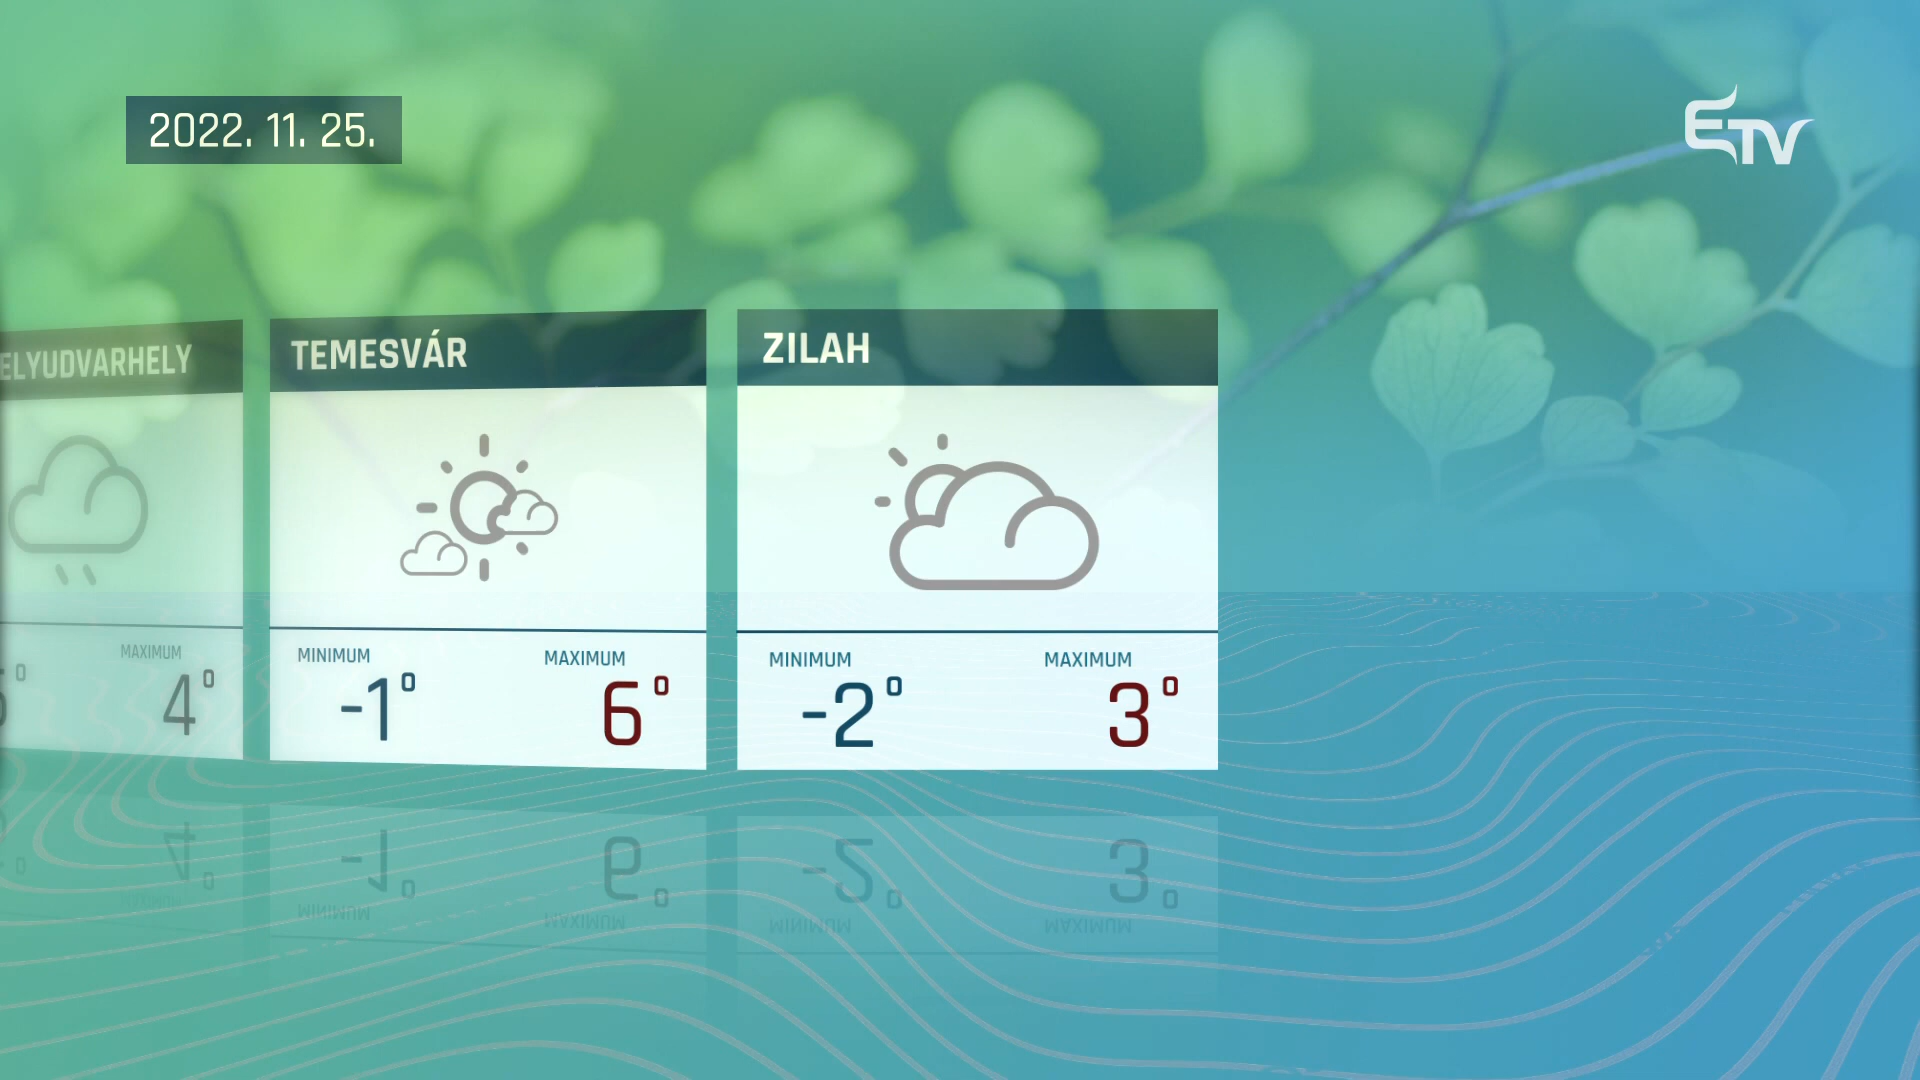 2022. 11. 25.
ETV
ELYUDVARHELY
MAXIMUM
4°
TEMESVÁR
MINIMUM MAXIMUM
-1° 6°
ZILAH
MINIMUM MAXIMUM
-2° 3°